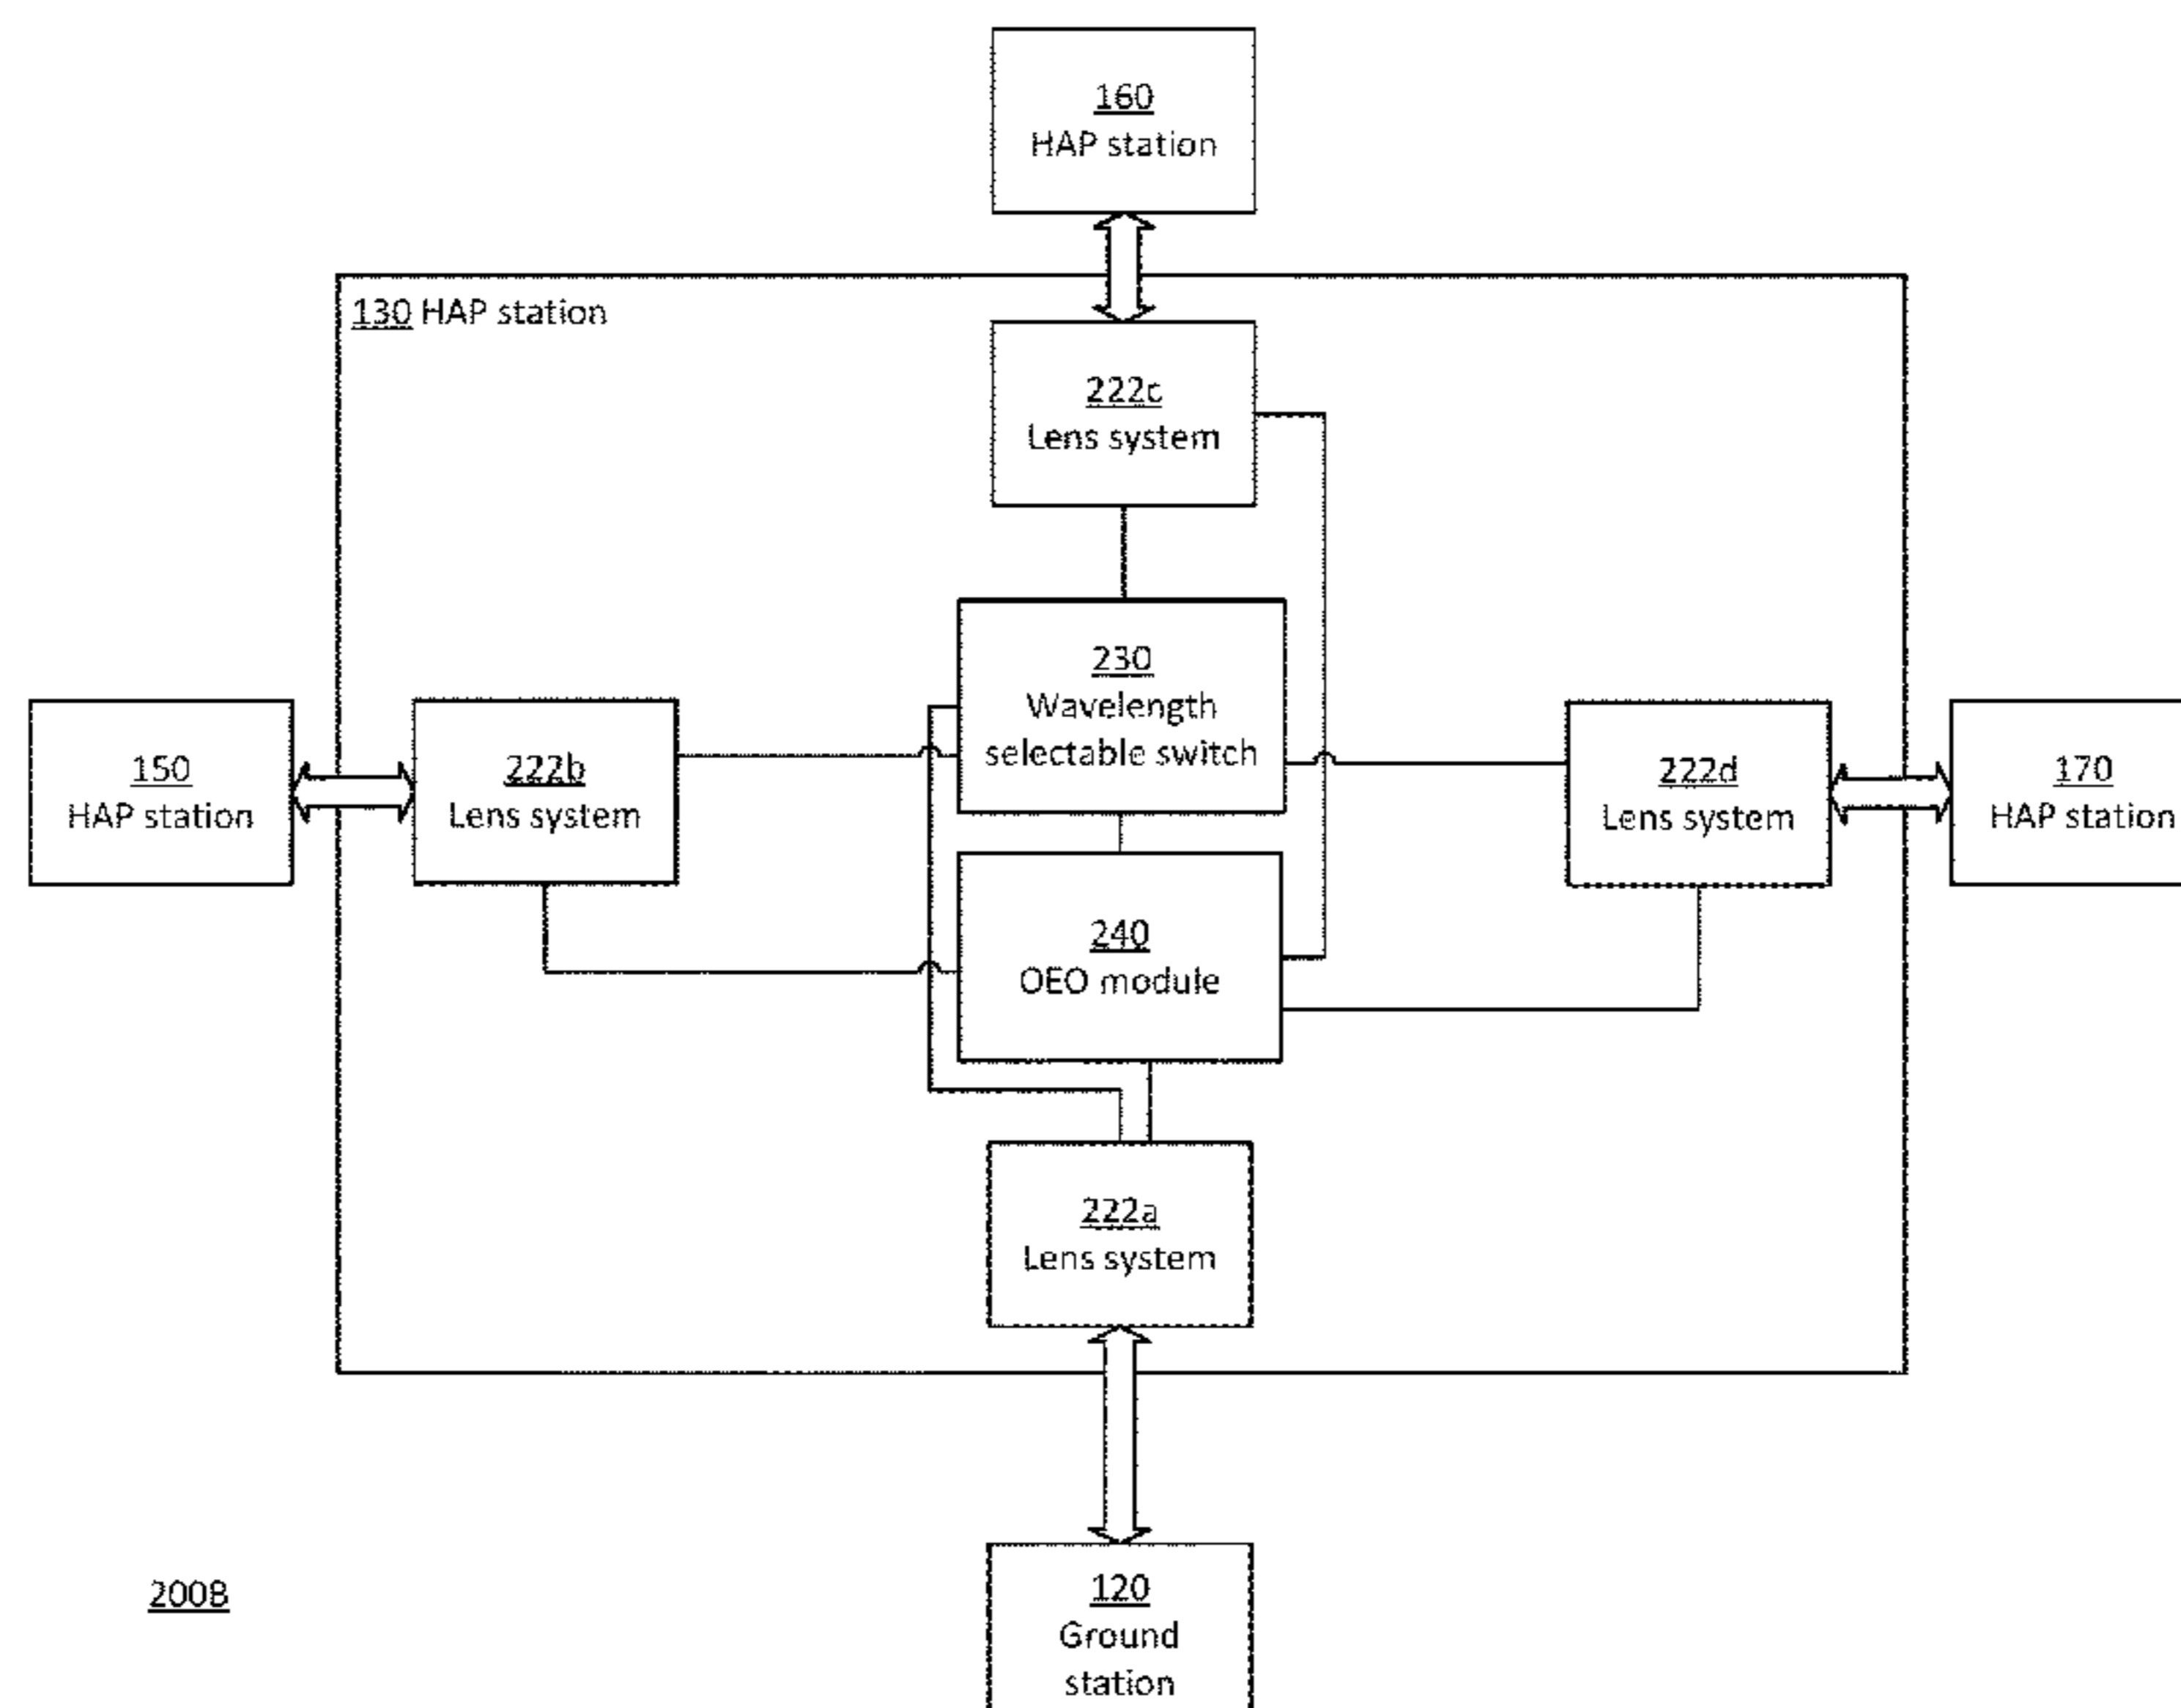 160
HAP station
130 HAP station
222c
Lens system
230
Wavelength
selectable switch
150
HAP station
222b
Lens system
222d
Lens system
170
HAP station
240
OEO module
222a
Lens system
200B
120
Ground
station